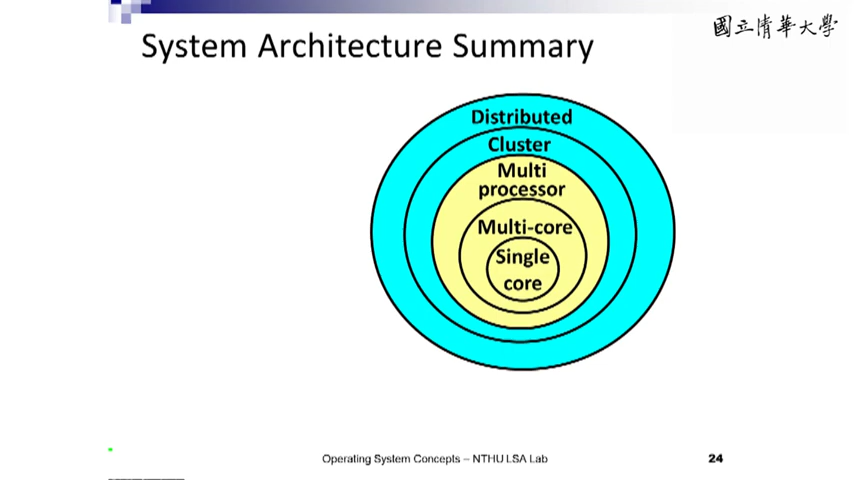 國立清華大學
System Architecture Summary
Distributed
Cluster
Multi
processor
Multi-core
Single
core
Operating System Concepts – NTHU LSA Lab
24